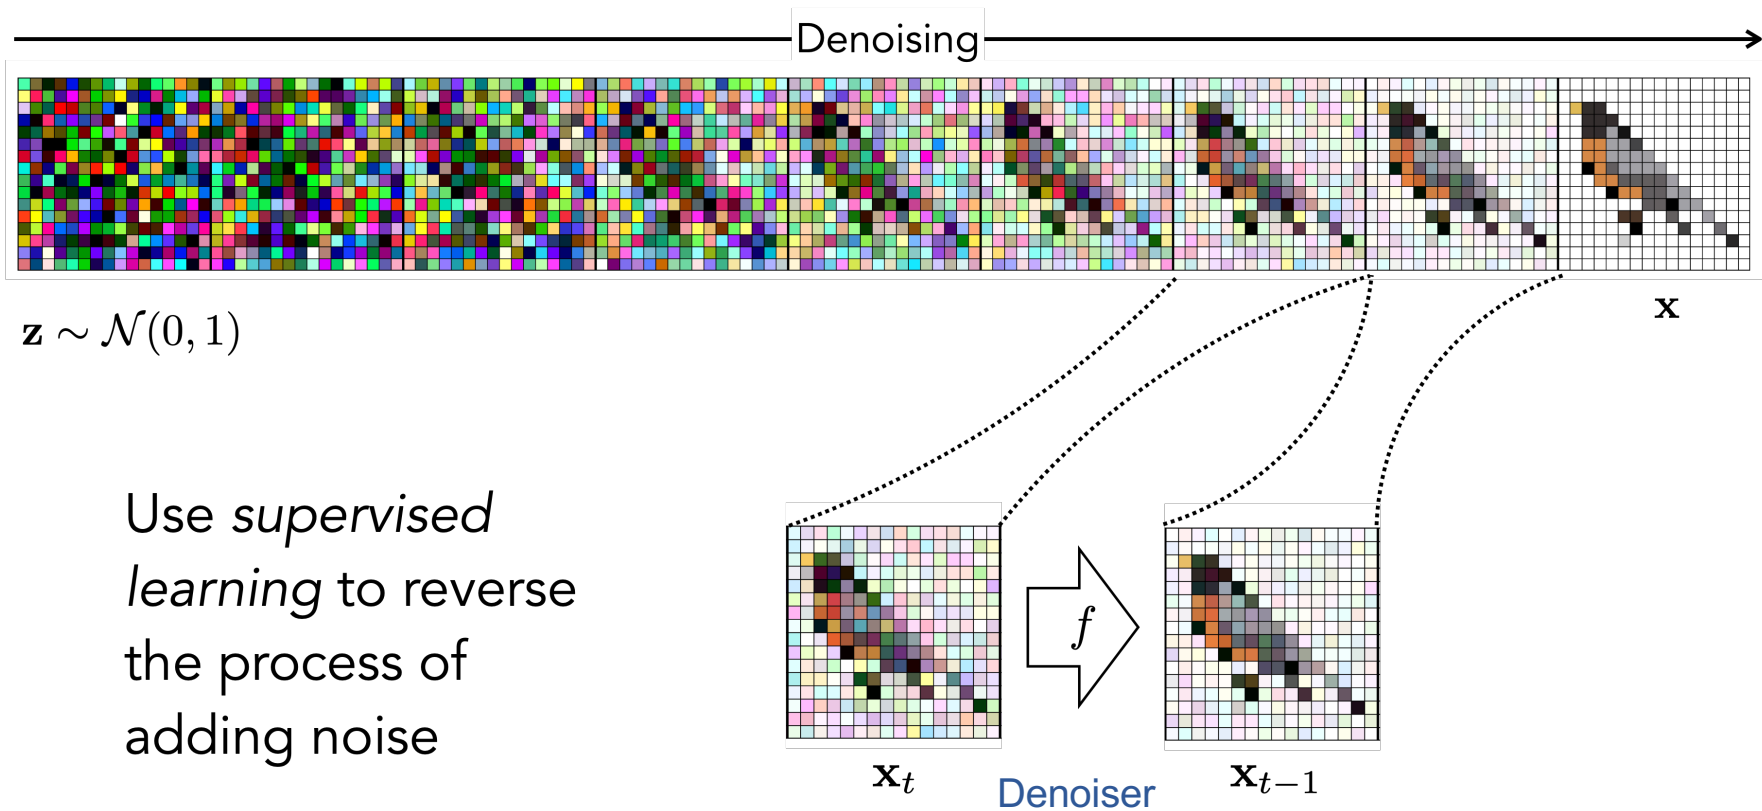 Denoising
z ∼ 𝒩(0, 1)
x
Use supervised
learning to reverse
the process of
adding noise
f
x_t
x_{t−1}
Denoiser